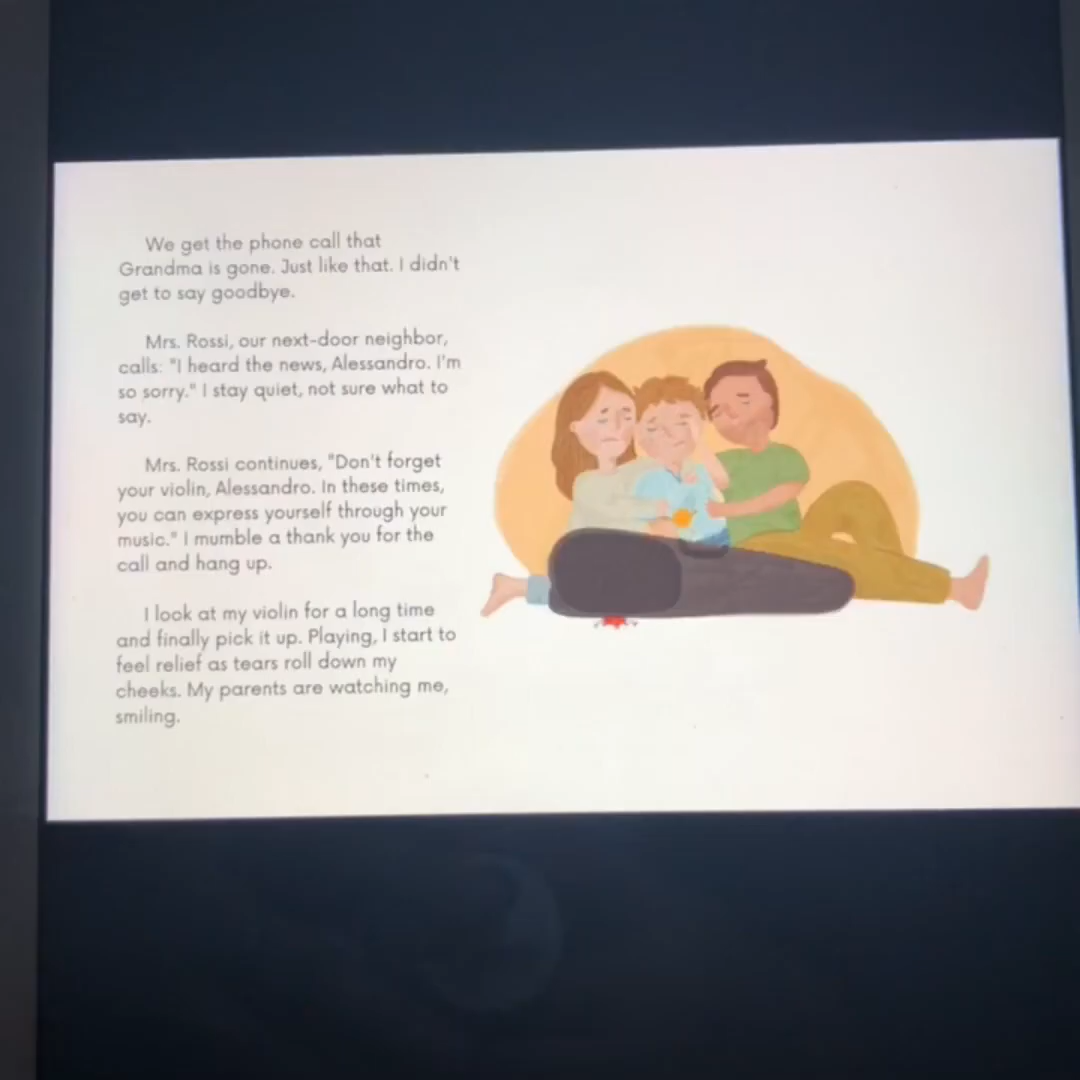 We get the phone call that
Grandma is gone. Just like that. I didn't
get to say goodbye.
Mrs. Rossi, our next-door neighbor,
calls: "I heard the news, Alessandro. I'm
so sorry." I stay quiet, not sure what to
say.
Mrs. Rossi continues, "Don't forget
your violin, Alessandro. In these times,
you can express yourself through your
music." I mumble a thank you for the
call and hang up.
I look at my violin for a long time
and finally pick it up. Playing, I start to
feel relief as tears roll down my
cheeks. My parents are watching me,
smiling.